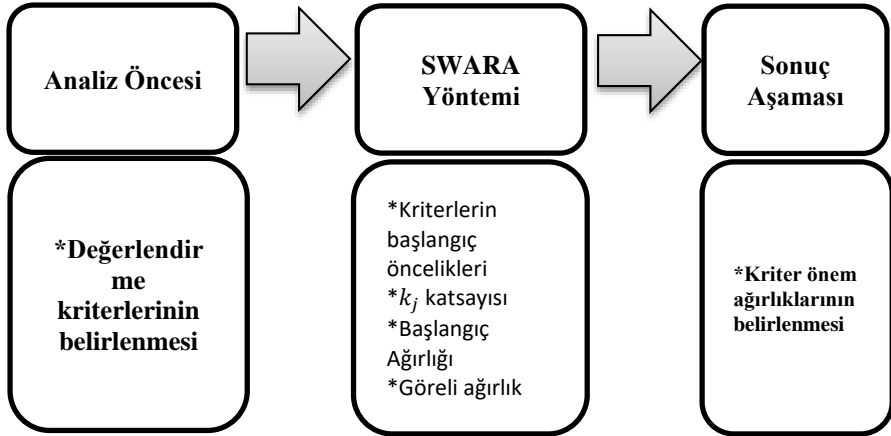 Analiz Öncesi
SWARA
Yöntemi
Sonuç
Aşaması
*Değerlendir
me
kriterlerinin
belirlenmesi
*Kriterlerin
başlangıç
öncelikleri
*k_j katsayısı
*Başlangıç
Ağırlığı
*Göreli ağırlık
*Kriter önem
ağırlıklarının
belirlenmesi